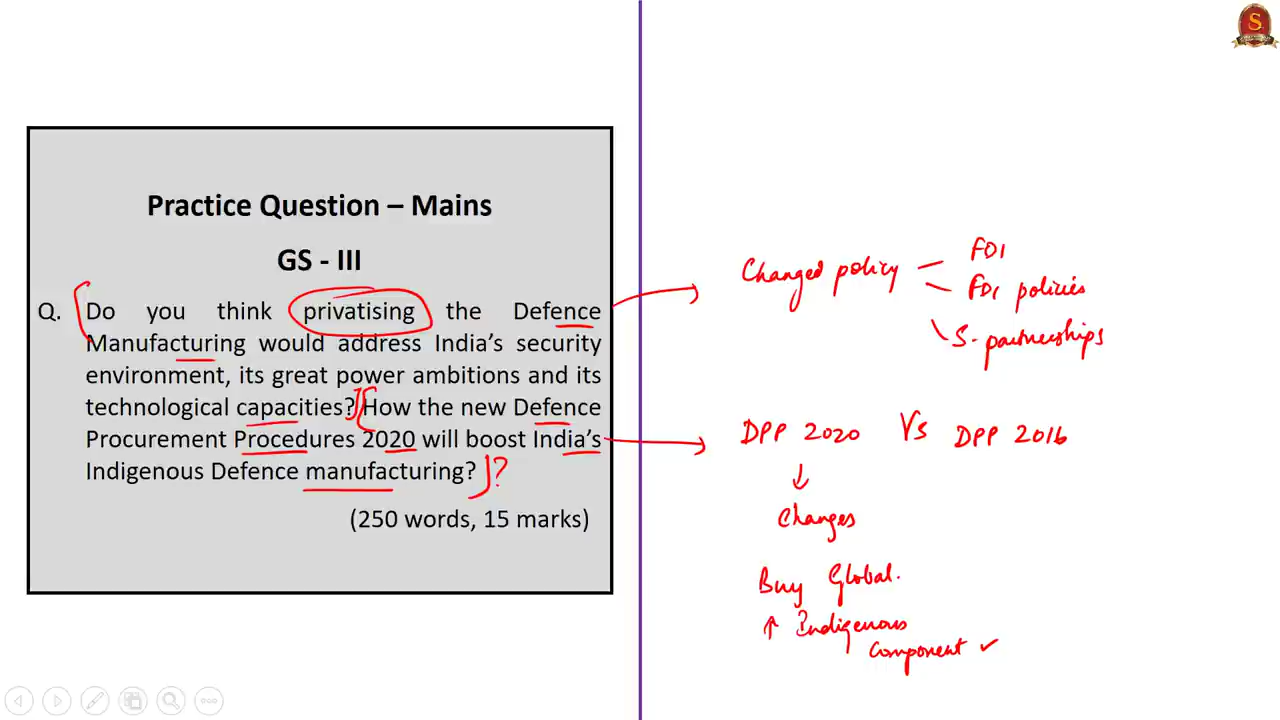 Practice Question – Mains
GS - III
Q. Do you think privatising the Defence
Manufacturing would address India's security
environment, its great power ambitions and its
technological capacities? How the new Defence
Procurement Procedures 2020 will boost India's
Indigenous Defence manufacturing? ?
(250 words, 15 marks)
Changed policy
FDI
FDI policies
S. partnerships
DPP 2020 Vs DPP 2016
Changes
Buy Global.
↑ Indigenous
Component ✓
S